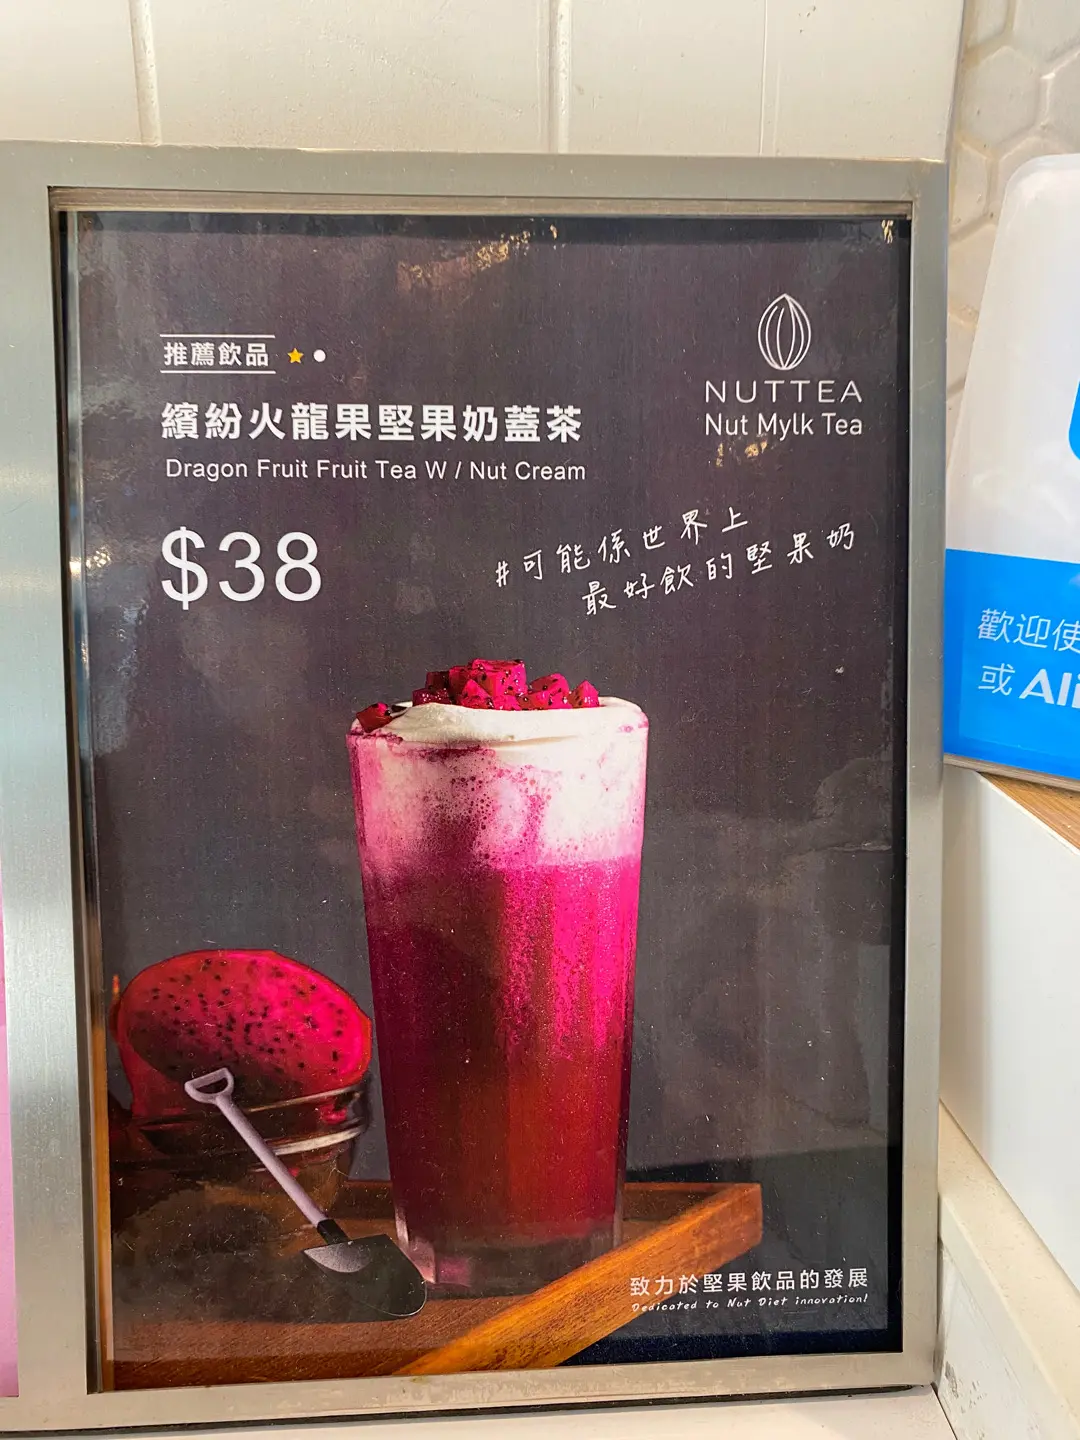 推薦飲品
繽紛火龍果堅果奶蓋茶
Dragon Fruit Fruit Tea W / Nut Cream
$38
NUTTEA
Nut Mylk Tea
#可能係世界上
最好飲的堅果奶
致力於堅果飲品的發展
Dedicated to Nut Diet innovation!
歡迎使
或 Ali